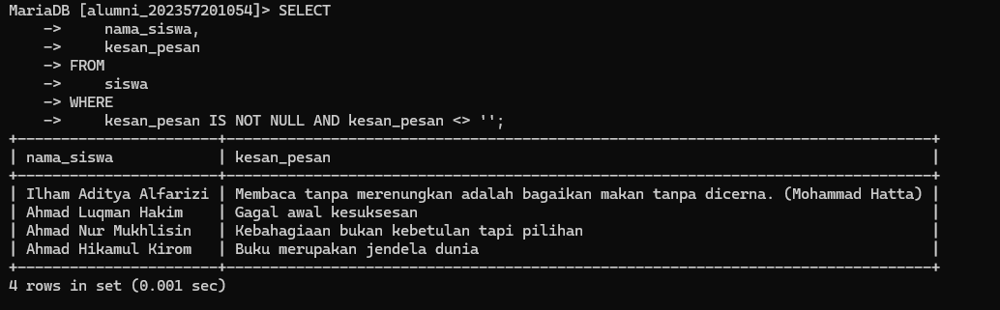 MariaDB [alumni_202357201054]> SELECT
    ->     nama_siswa,
    ->     kesan_pesan
    -> FROM
    ->     siswa
    -> WHERE
    ->     kesan_pesan IS NOT NULL AND kesan_pesan <> '';
+-----------------------+---------------------------------------------------------------------------------+
| nama_siswa            | kesan_pesan                                                                     |
+-----------------------+---------------------------------------------------------------------------------+
| Ilham Aditya Alfarizi | Membaca tanpa merenungkan adalah bagaikan makan tanpa dicerna. (Mohammad Hatta) |
| Ahmad Luqman Hakim    | Gagal awal kesuksesan                                                           |
| Ahmad Nur Mukhlisin   | Kebahagiaan bukan kebetulan tapi pilihan                                        |
| Ahmad Hikamul Kirom   | Buku merupakan jendela dunia                                                    |
+-----------------------+---------------------------------------------------------------------------------+
4 rows in set (0.001 sec)